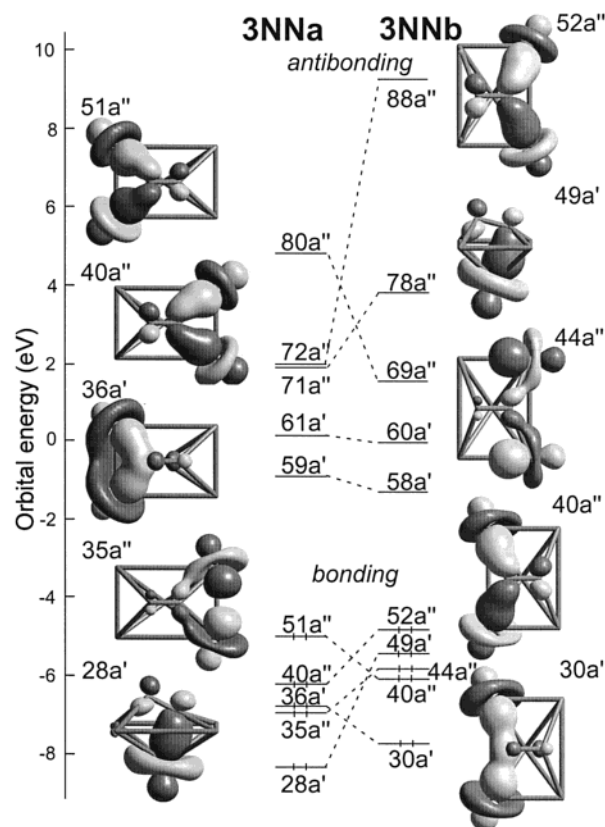 3NNa 3NNb
antibonding
bonding
Orbital energy (eV)
10
8
6
4
2
0
-2
-4
-6
-8
51a"
40a"
36a'
35a"
28a'
80a"
72a"
71a"
61a'
59a'
51a"
40a"
36a'
35a"
28a'
88a"
78a"
69a"
60a'
58a'
52a"
49a'
44a"
40a"
30a'
52a"
49a'
44a"
40a"
30a'